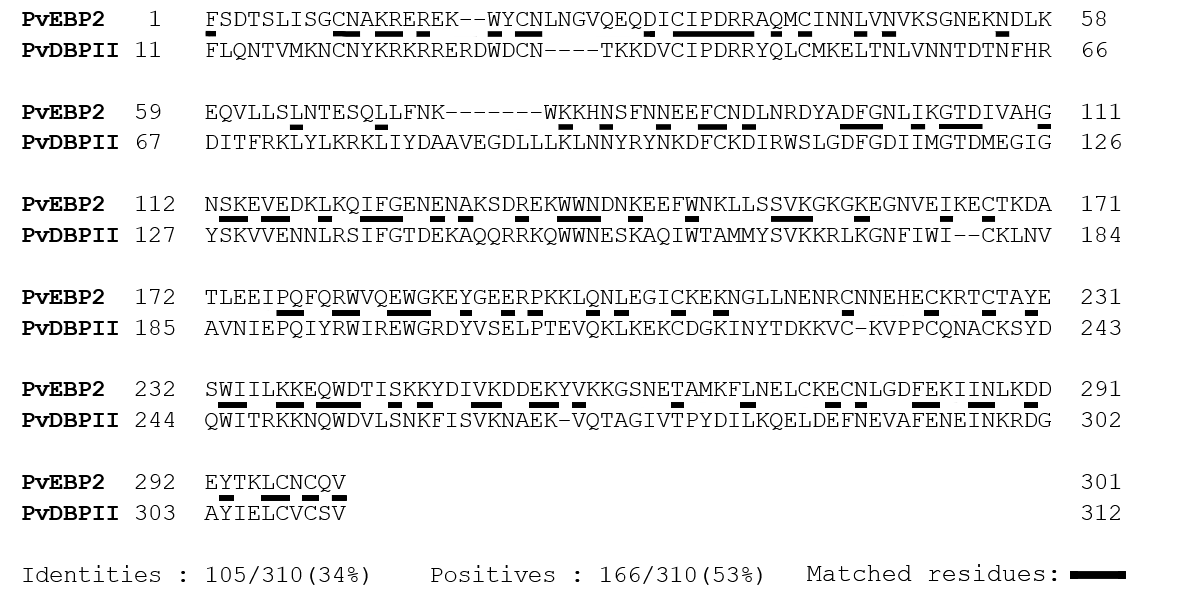 PvEBP2 1 FSDTSLISGCNAKREREK--WYCNLNGVQEQDICIPDRRAQMCINNLVNVKSGNEKNDLK 58
PvDBPII 11 FLQNTVMKNCNYKRKRRERDWDCN----TKKDVCIPDRRYQLCMKELTNLVNNTDTNFHR 66
PvEBP2 59 EQVLLSLNTESQLLFNK-------WKKHNSFNNEEFCNDLNRDYADFGNLIKGTDIVAHG 111
PvDBPII 67 DITFRKLYLKRKLIYDAAVEGDLLLKLNNYRYNKDFCKDIRWSLGDFGDIIMGTDMEGIG 126
PvEBP2 112 NSKEVEDKLKQIFGENENAKSDREKWWNDNKEEFWNKLLSSVKGKGKEGNVEIKECTKDA 171
PvDBPII 127 YSKVVENNLRSIFGTDEKAQQRRKQWWNESKAQIWTAMMYSVKKRLKGNFIWI--CKLNV 184
PvEBP2 172 TLEEIPQFQRWVQEWGKEYGEERPKKLQNLEGICKEKNGLLNENRCNNEHECKRTCTAYE 231
PvDBPII 185 AVNIEPQIYRWIREWGRDYVSELPTEVQKLKEKCDGKINYTDKKVC-KVPPCQNACKSYD 243
PvEBP2 232 SWIILKKEQWDTISKKYDIVKDDEKYVKKGSNETAMKFLNELCKECNLGDFEKIINLKDD 291
PvDBPII 244 QWITRKKNQWDVLSNKFISVKNAEK-VQTAGIVTPYDILKQELDEFNEVAFENEINKRDG 302
PvEBP2 292 EYTKLCNCQV 301
PvDBPII 303 AYIELCVCSV 312
Identities : 105/310(34%) Positives : 166/310(53%) Matched residues: